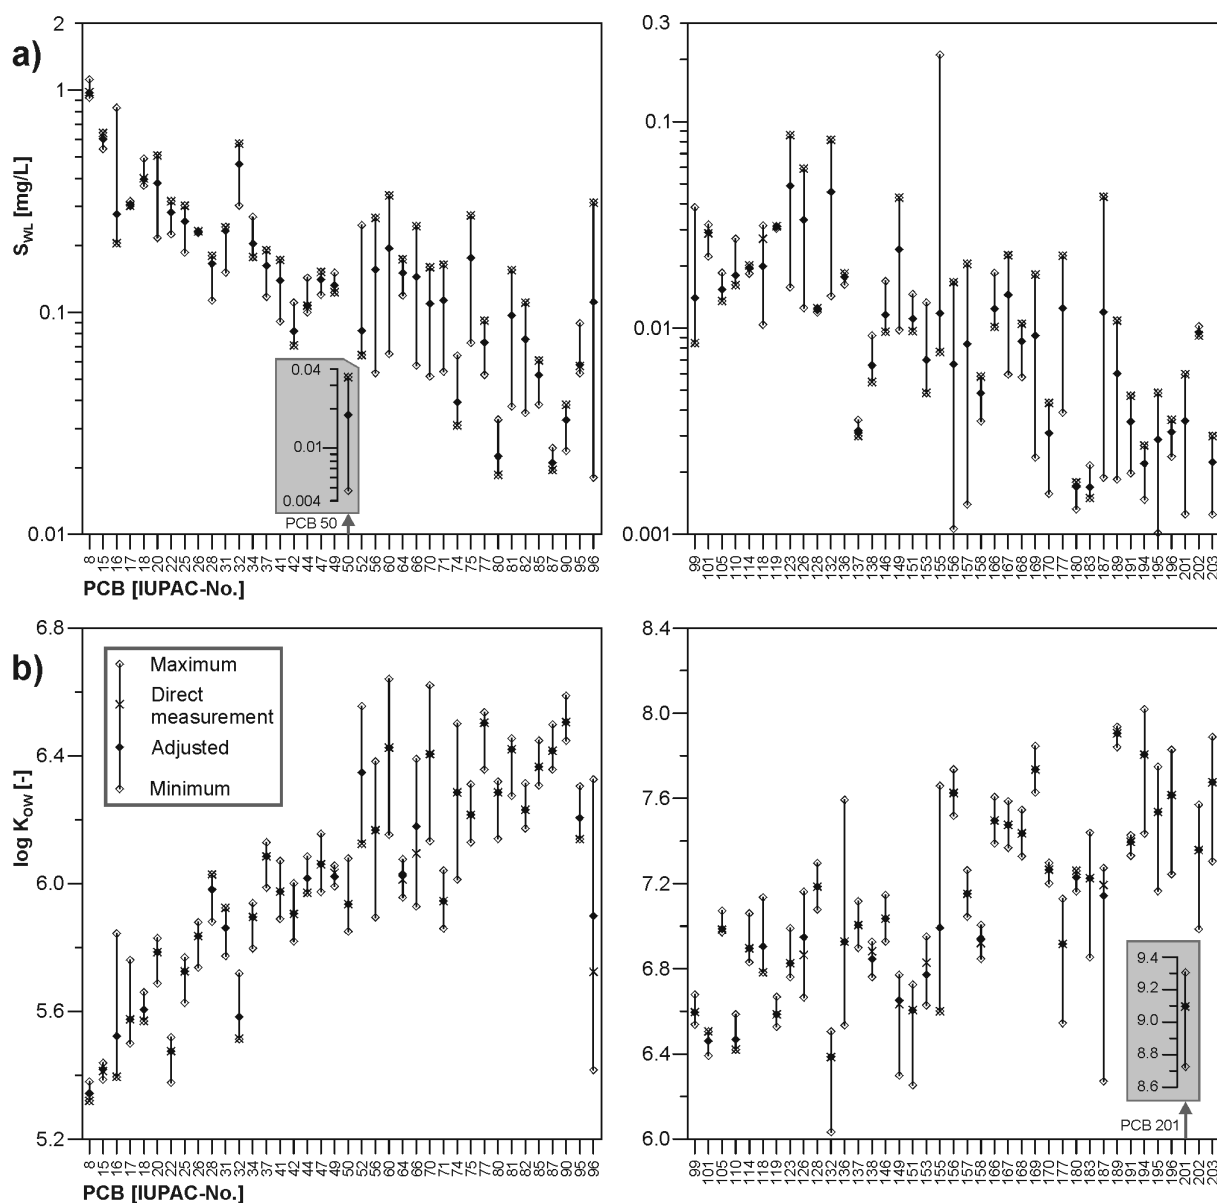 a)
2
1
0.1
0.01
S_WL [mg/L]
0.04
0.01
0.004
PCB 50
8 15 16 17 18 20 22 25 26 28 31 32 34 37 41 42 44 47 49 50 52 56 60 64 66 70 71 74 75 77 80 81 82 85 87 90 95 96
PCB [IUPAC-No.]
0.3
0.1
0.01
0.001
99 101 105 110 114 118 119 123 126 128 132 136 137 138 146 149 151 153 155 156 157 158 166 167 168 169 170 177 180 183 187 189 191 194 195 196 201 202 203
b)
6.8
6.4
6.0
5.6
5.2
log K_OW [-]
Maximum
Direct
measurement
Adjusted
Minimum
8 15 16 17 18 20 22 25 26 28 31 32 34 37 41 42 44 47 49 50 52 56 60 64 66 70 71 74 75 77 80 81 82 85 87 90 95 96
PCB [IUPAC-No.]
8.4
8.0
7.6
7.2
6.8
6.4
6.0
9.4
9.2
9.0
8.8
8.6
PCB 201
99 101 105 110 114 118 119 123 126 128 132 136 137 138 146 149 151 153 155 156 157 158 166 167 168 169 170 177 180 183 187 189 191 194 195 196 201 202 203